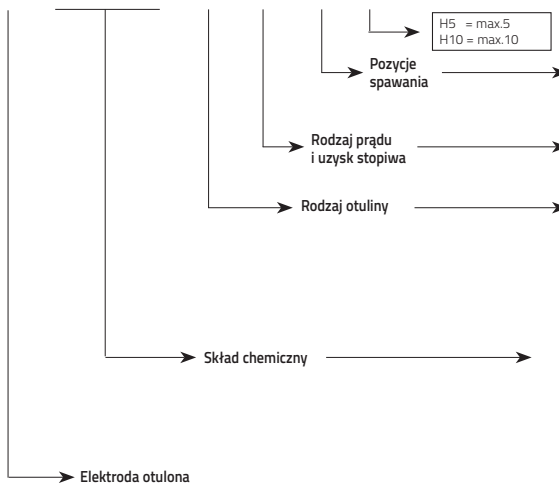 H5 = max.5
H10 = max.10
Pozycje
spawania
Rodzaj prądu
i uzysk stopiwa
Rodzaj otuliny
Skład chemiczny
Elektroda otulona